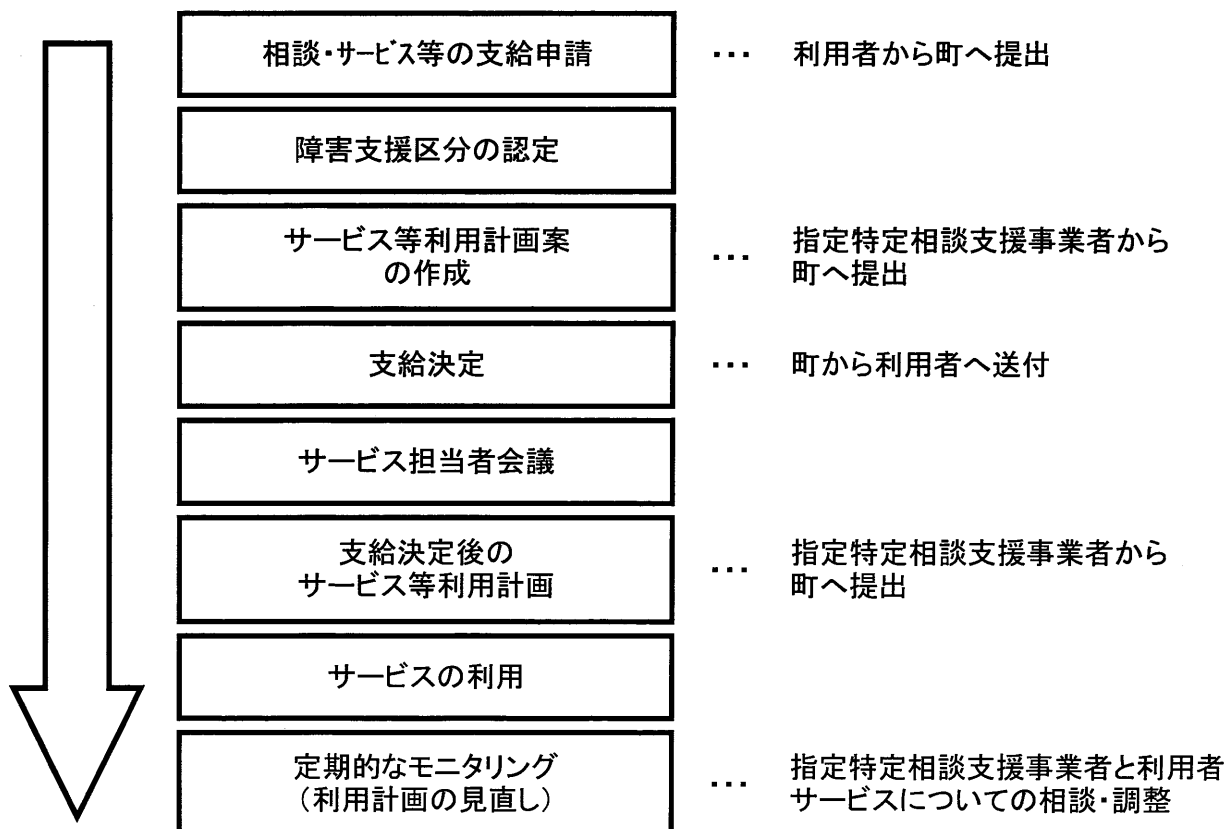 相談・サービス等の支給申請 ・・・ 利用者から町へ提出
障害支援区分の認定
サービス等利用計画案
の作成
・・・ 指定特定相談支援事業者から
町へ提出
支給決定 ・・・ 町から利用者へ送付
サービス担当者会議
支給決定後の
サービス等利用計画
・・・ 指定特定相談支援事業者から
町へ提出
サービスの利用
定期的なモニタリング
（利用計画の見直し）
・・・ 指定特定相談支援事業者と利用者
サービスについての相談・調整